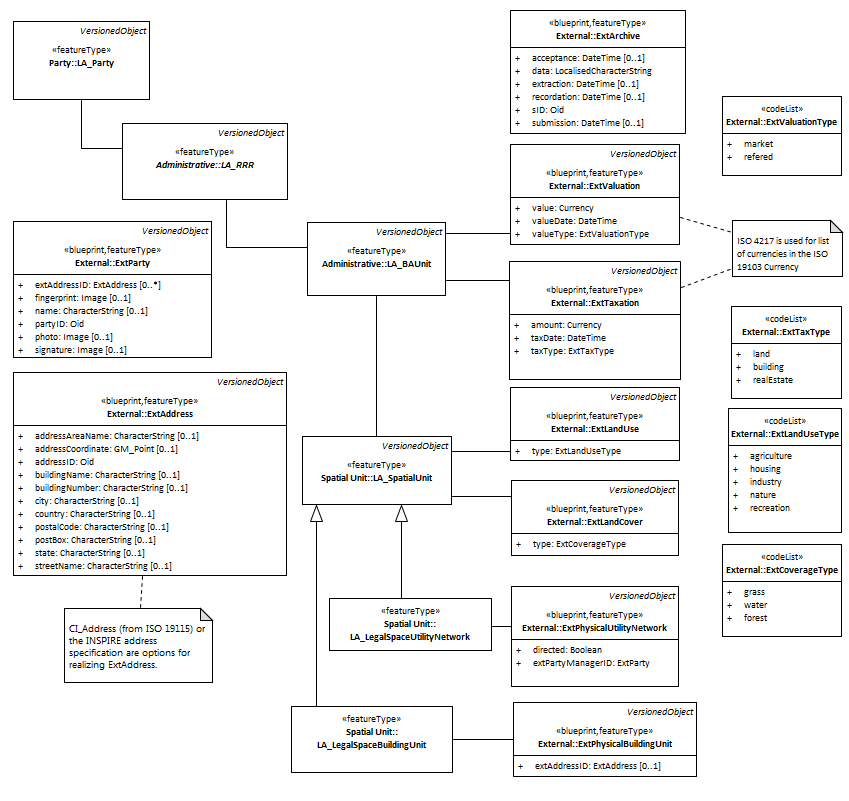 VersionedObject
«featureType»
Party::LA_Party
VersionedObject
«featureType»
Administrative::LA_RRR
VersionedObject
«blueprint,featureType»
External::ExtParty
+ extAddressID: ExtAddress [0..*]
+ fingerprint: Image [0..1]
+ name: CharacterString [0..1]
+ partyID: Oid
+ photo: Image [0..1]
+ signature: Image [0..1]
VersionedObject
«featureType»
Administrative::LA_BAUnit
VersionedObject
«blueprint,featureType»
External::ExtAddress
+ addressAreaName: CharacterString [0..1]
+ addressCoordinate: GM_Point [0..1]
+ addressID: Oid
+ buildingName: CharacterString [0..1]
+ buildingNumber: CharacterString [0..1]
+ city: CharacterString [0..1]
+ country: CharacterString [0..1]
+ postalCode: CharacterString [0..1]
+ postBox: CharacterString [0..1]
+ state: CharacterString [0..1]
+ streetName: CharacterString [0..1]
CI_Address (from ISO 19115) or
the INSPIRE address
specification are options for
realizing ExtAddress.
VersionedObject
«featureType»
Spatial Unit::LA_SpatialUnit
«featureType»
Spatial Unit::
LA_LegalSpaceUtilityNetwork
«featureType»
Spatial Unit::
LA_LegalSpaceBuildingUnit
«blueprint,featureType»
External::ExtArchive
+ acceptance: DateTime [0..1]
+ data: LocalisedCharacterString
+ extraction: DateTime [0..1]
+ recordation: DateTime [0..1]
+ sID: Oid
+ submission: DateTime [0..1]
VersionedObject
«blueprint,featureType»
External::ExtValuation
+ value: Currency
+ valueDate: DateTime
+ valueType: ExtValuationType
VersionedObject
«blueprint,featureType»
External::ExtTaxation
+ amount: Currency
+ taxDate: DateTime
+ taxType: ExtTaxType
VersionedObject
«blueprint,featureType»
External::ExtLandUse
+ type: ExtLandUseType
VersionedObject
«blueprint,featureType»
External::ExtLandCover
+ type: ExtCoverageType
VersionedObject
«blueprint,featureType»
External::ExtPhysicalUtilityNetwork
+ directed: Boolean
+ extPartyManagerID: ExtParty
VersionedObject
«blueprint,featureType»
External::ExtPhysicalBuildingUnit
+ extAddressID: ExtAddress [0..1]
«codeList»
External::ExtValuationType
+ market
+ refered
ISO 4217 is used for list
of currencies in the ISO
19103 Currency
«codeList»
External::ExtTaxType
+ land
+ building
+ realEstate
«codeList»
External::ExtLandUseType
+ agriculture
+ housing
+ industry
+ nature
+ recreation
«codeList»
External::ExtCoverageType
+ grass
+ water
+ forest